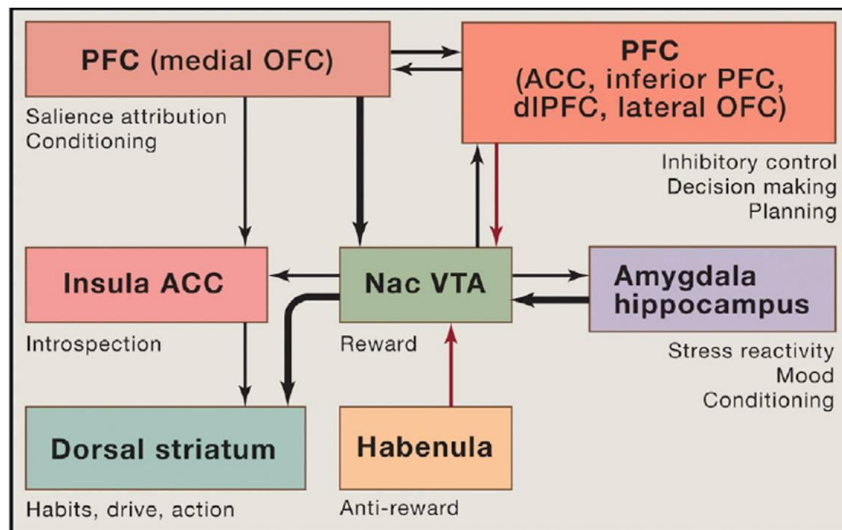 PFC (medial OFC)
Salience attribution
Conditioning
PFC
(ACC, inferior PFC,
dlPFC, lateral OFC)
Inhibitory control
Decision making
Planning
Insula ACC
Introspection
Nac VTA
Reward
Amygdala
hippocampus
Stress reactivity
Mood
Conditioning
Dorsal striatum
Habits, drive, action
Habenula
Anti-reward